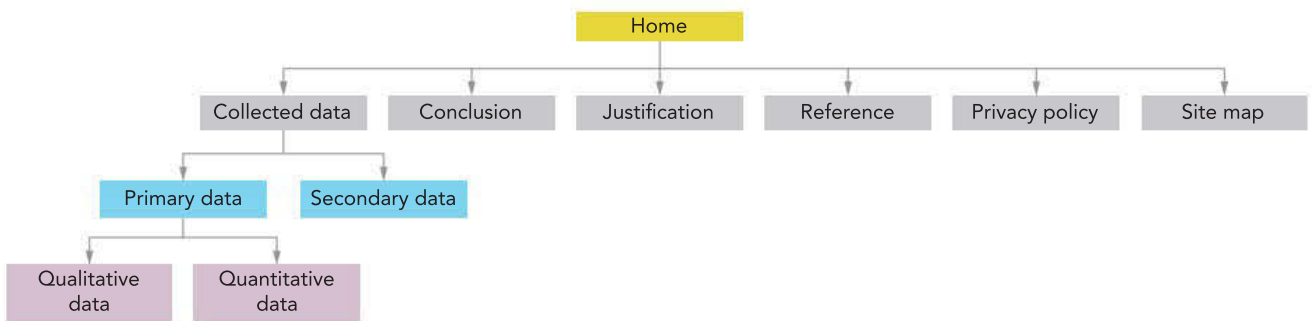 Home
Collected data
Conclusion
Justification
Reference
Privacy policy
Site map
Primary data
Secondary data
Qualitative
data
Quantitative
data